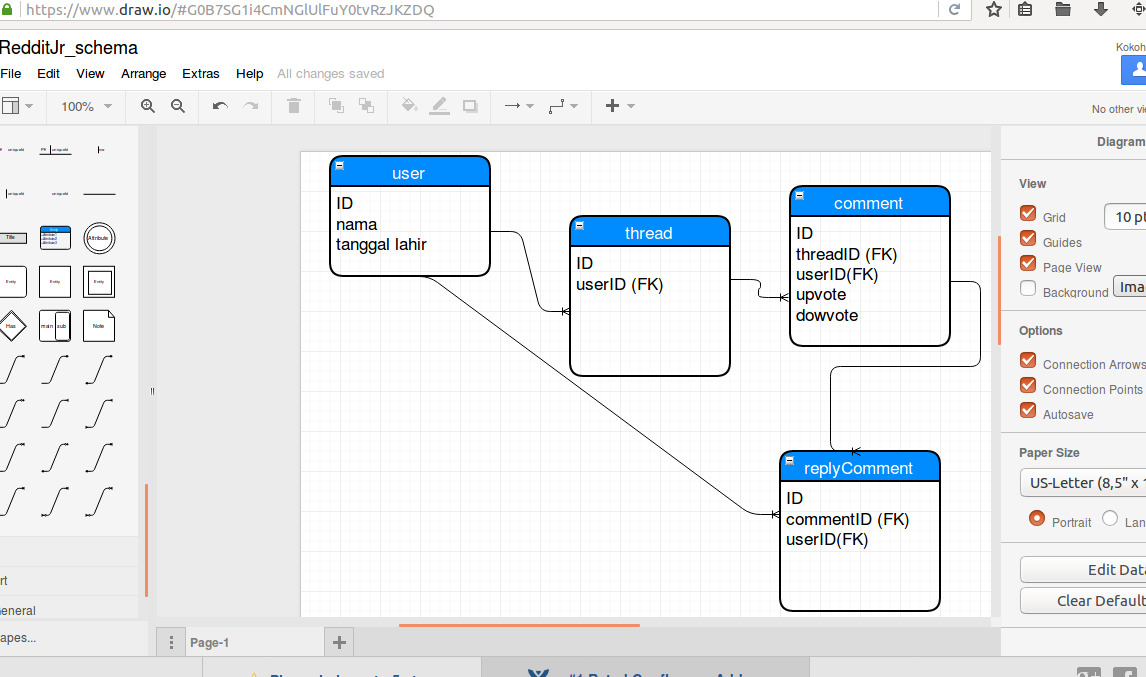 https://www.draw.io/#G0B7SG1i4CmNGlUlFuY0tvRzJKZDQ
RedditJr_schema
Kokoh
File Edit View Arrange Extras Help All changes saved
100%
No other vi
Diagram
View
Grid
10 pt
Guides
Page View
Background
Ima
Options
Connection Arrows
Connection Points
Autosave
Paper Size
US-Letter (8,5" x 1
Portrait
Lan
Edit Dat
Clear Default
user
ID
nama
tanggal lahir
thread
ID
userID (FK)
comment
ID
threadID (FK)
userID(FK)
upvote
dowvote
replyComment
ID
commentID (FK)
userID(FK)
Title
Attribute
Entity
Entity
Entity
Has
main sub
Note
rt
eneral
apes...
Page-1